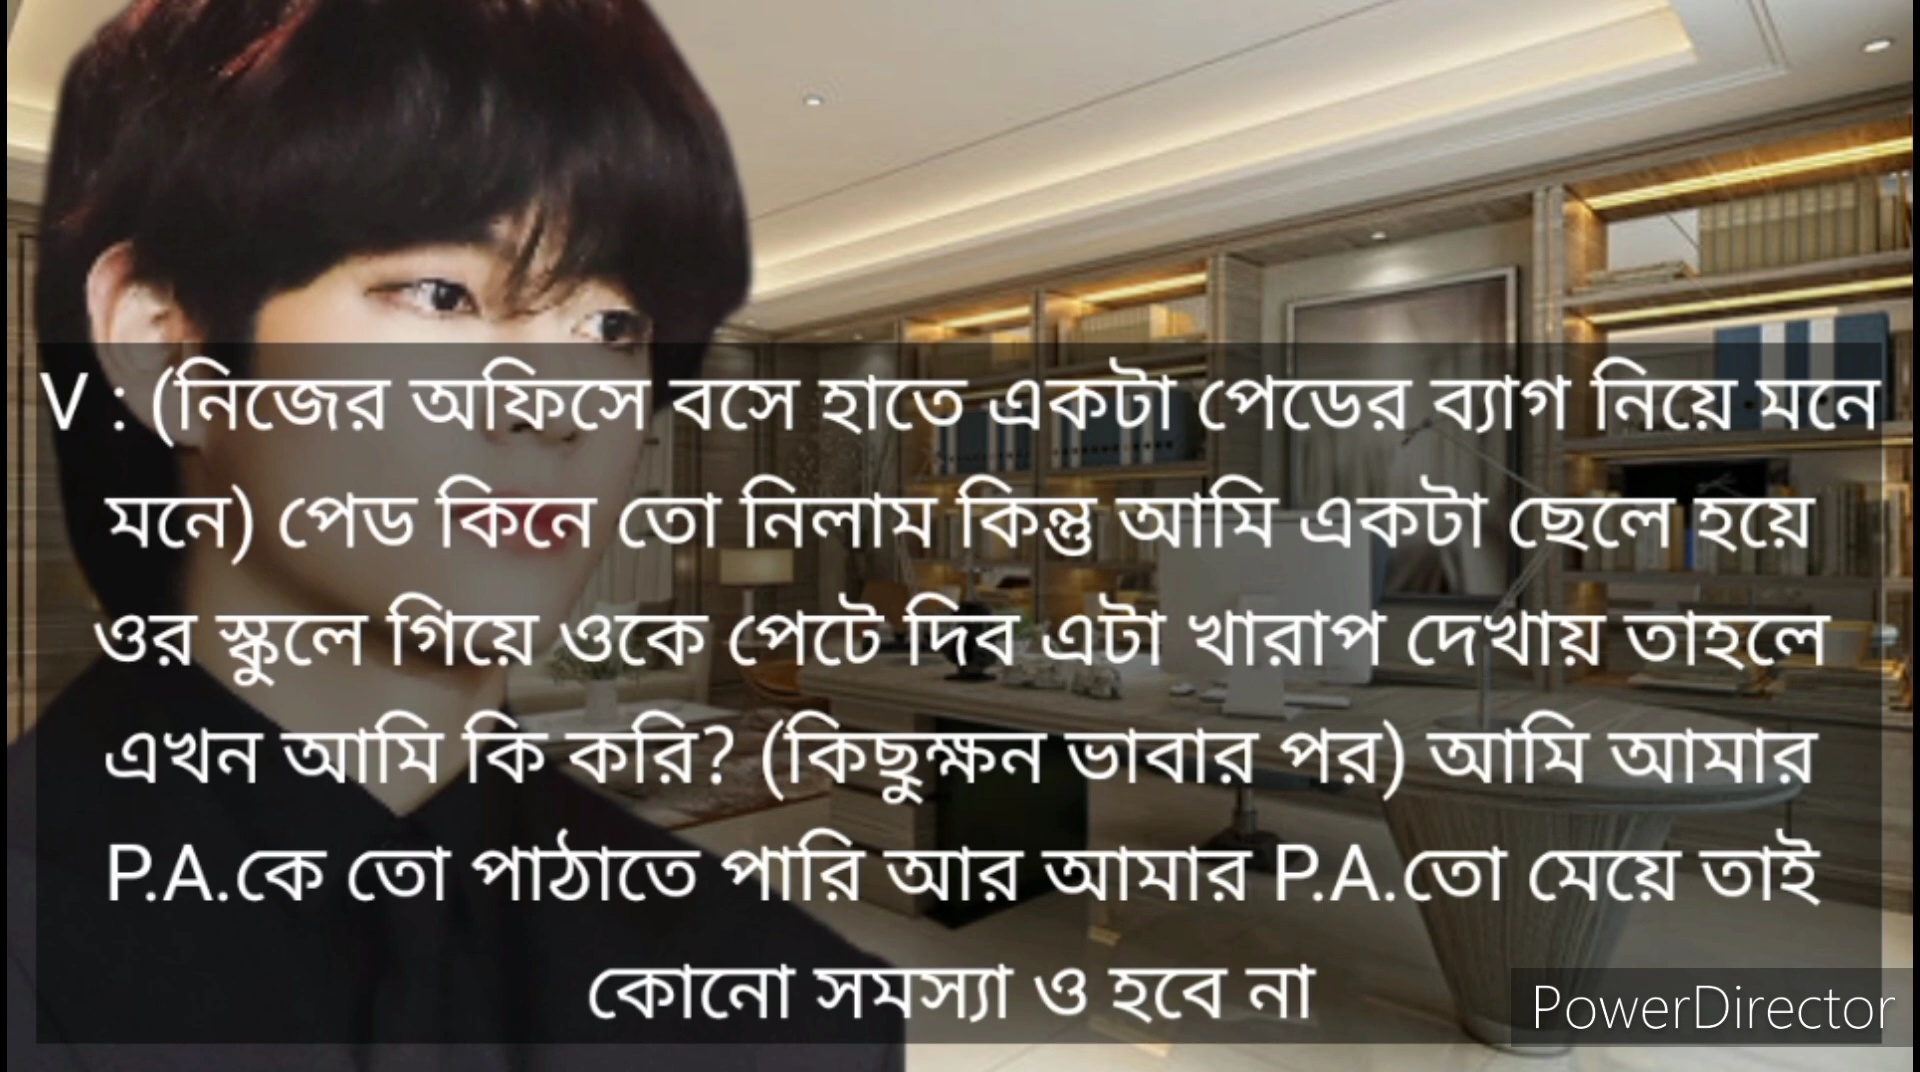 V : (নিজের অফিসে বসে হাতে একটা পেডের ব্যাগ নিয়ে মনে
মনে) পেড কিনে তো নিলাম কিন্তু আমি একটা ছেলে হয়ে
ওর স্কুলে গিয়ে ওকে পেটে দিব এটা খারাপ দেখায় তাহলে
এখন আমি কি করি? (কিছুক্ষন ভাবার পর) আমি আমার
P.A.কে তো পাঠাতে পারি আর আমার P.A.তো মেয়ে তাই
কোনো সমস্যা ও হবে না
PowerDirector